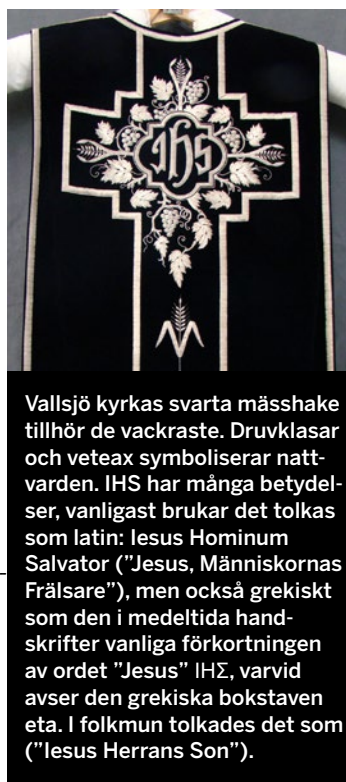 IHS
Vallsjö kyrkas svarta mässhake
tillhör de vackraste. Druvklasar
och veteax symboliserar natt-
varden. IHS har många betydel-
ser, vanligast brukar det tolkas
som latin: Iesus Hominum
Salvator (”Jesus, Människornas
Frälsare”), men också grekiskt
som den i medeltida hand-
skrifter vanliga förkortningen
av ordet ”Jesus” ΙΗΣ, varvid
avser den grekiska bokstaven
eta. I folkmun tolkades det som
(”Iesus Herrans Son”).